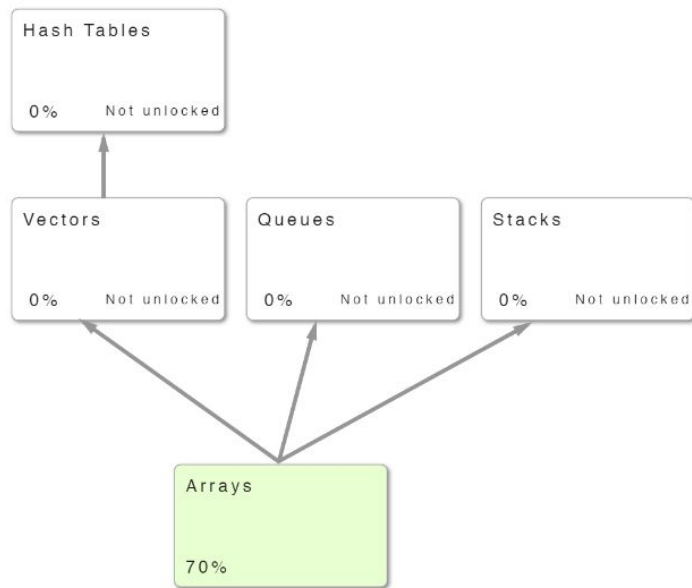 Hash Tables
0% Not unlocked
Vectors
0% Not unlocked
Queues
0% Not unlocked
Stacks
0% Not unlocked
Arrays
70%